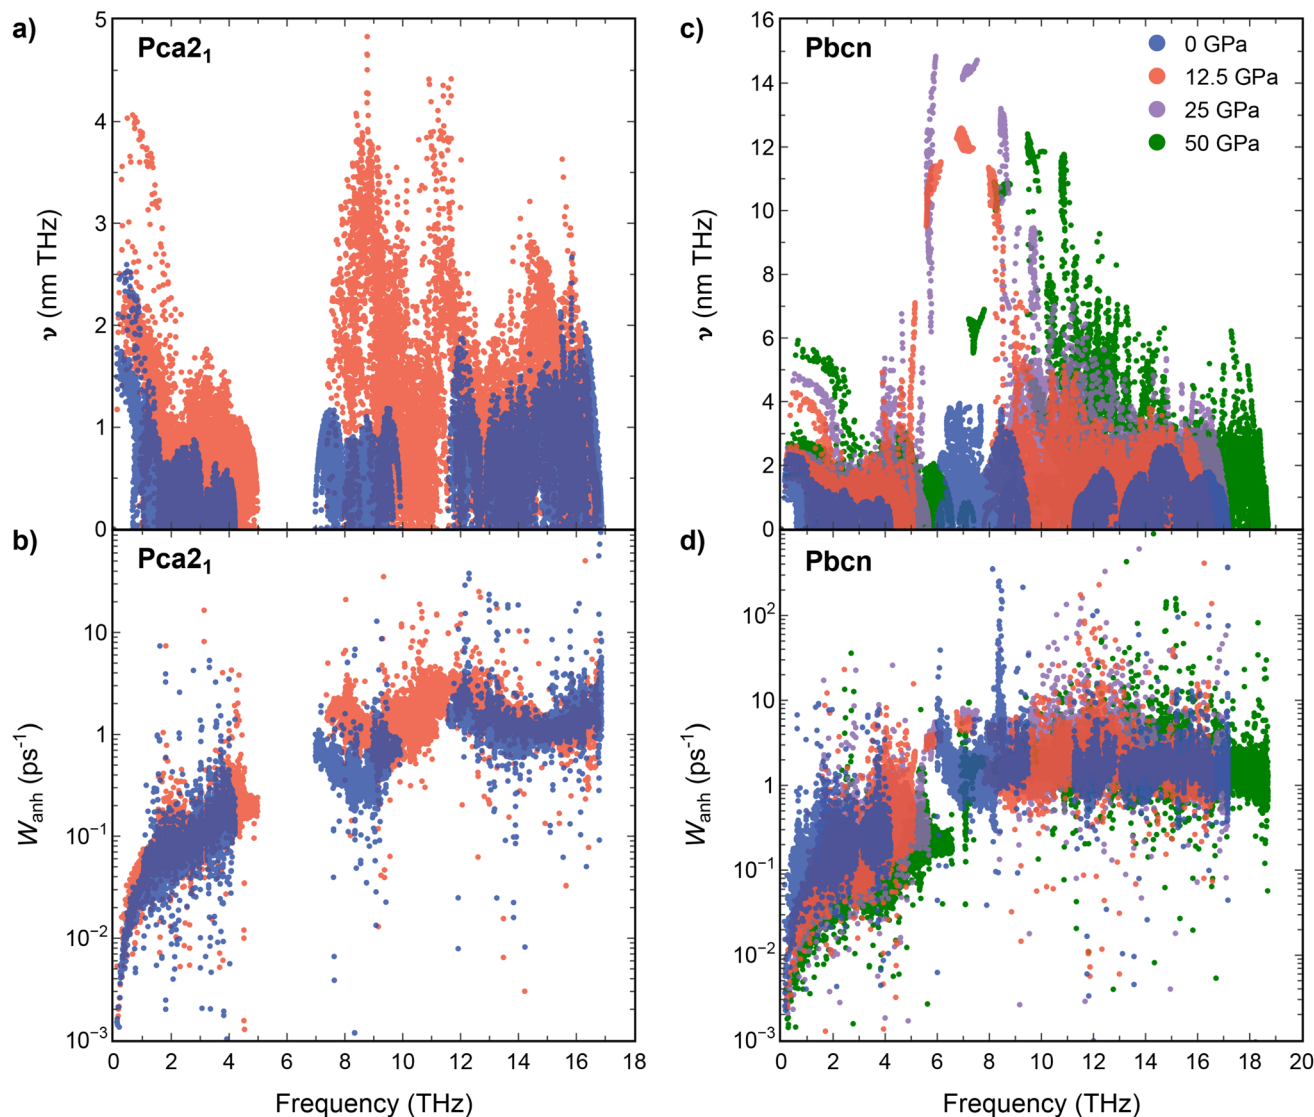 a)
Pca2₁
5
4
3
2
1
0
ν (nm THz)
b)
Pca2₁
10
1
10⁻¹
10⁻²
10⁻³
W_anh (ps⁻¹)
0 2 4 6 8 10 12 14 16 18
Frequency (THz)
c)
Pbcn
0 GPa
12.5 GPa
25 GPa
50 GPa
16
14
12
10
8
6
4
2
0
ν (nm THz)
d)
Pbcn
10²
10
1
10⁻¹
10⁻²
10⁻³
W_anh (ps⁻¹)
0 2 4 6 8 10 12 14 16 18 20
Frequency (THz)